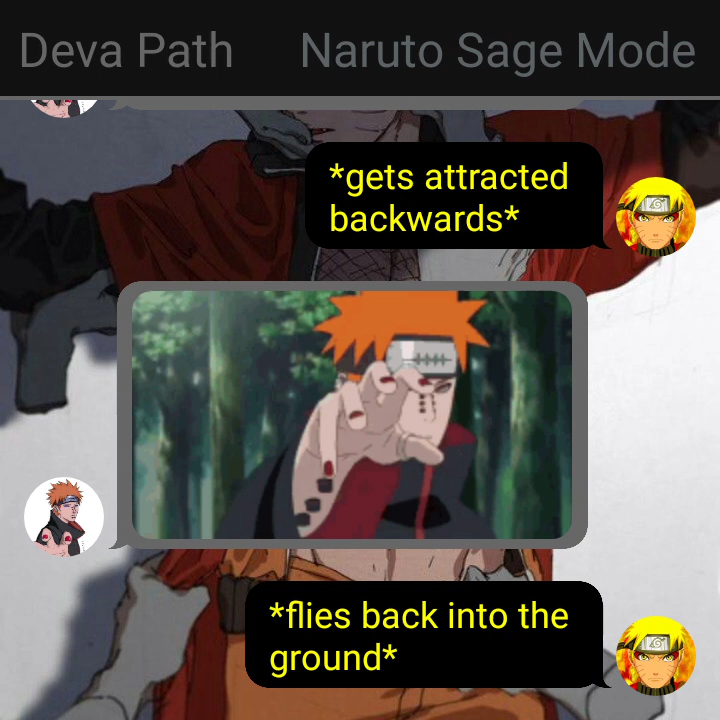 Deva Path Naruto Sage Mode
*gets attracted
backwards*
*flies back into the
ground*